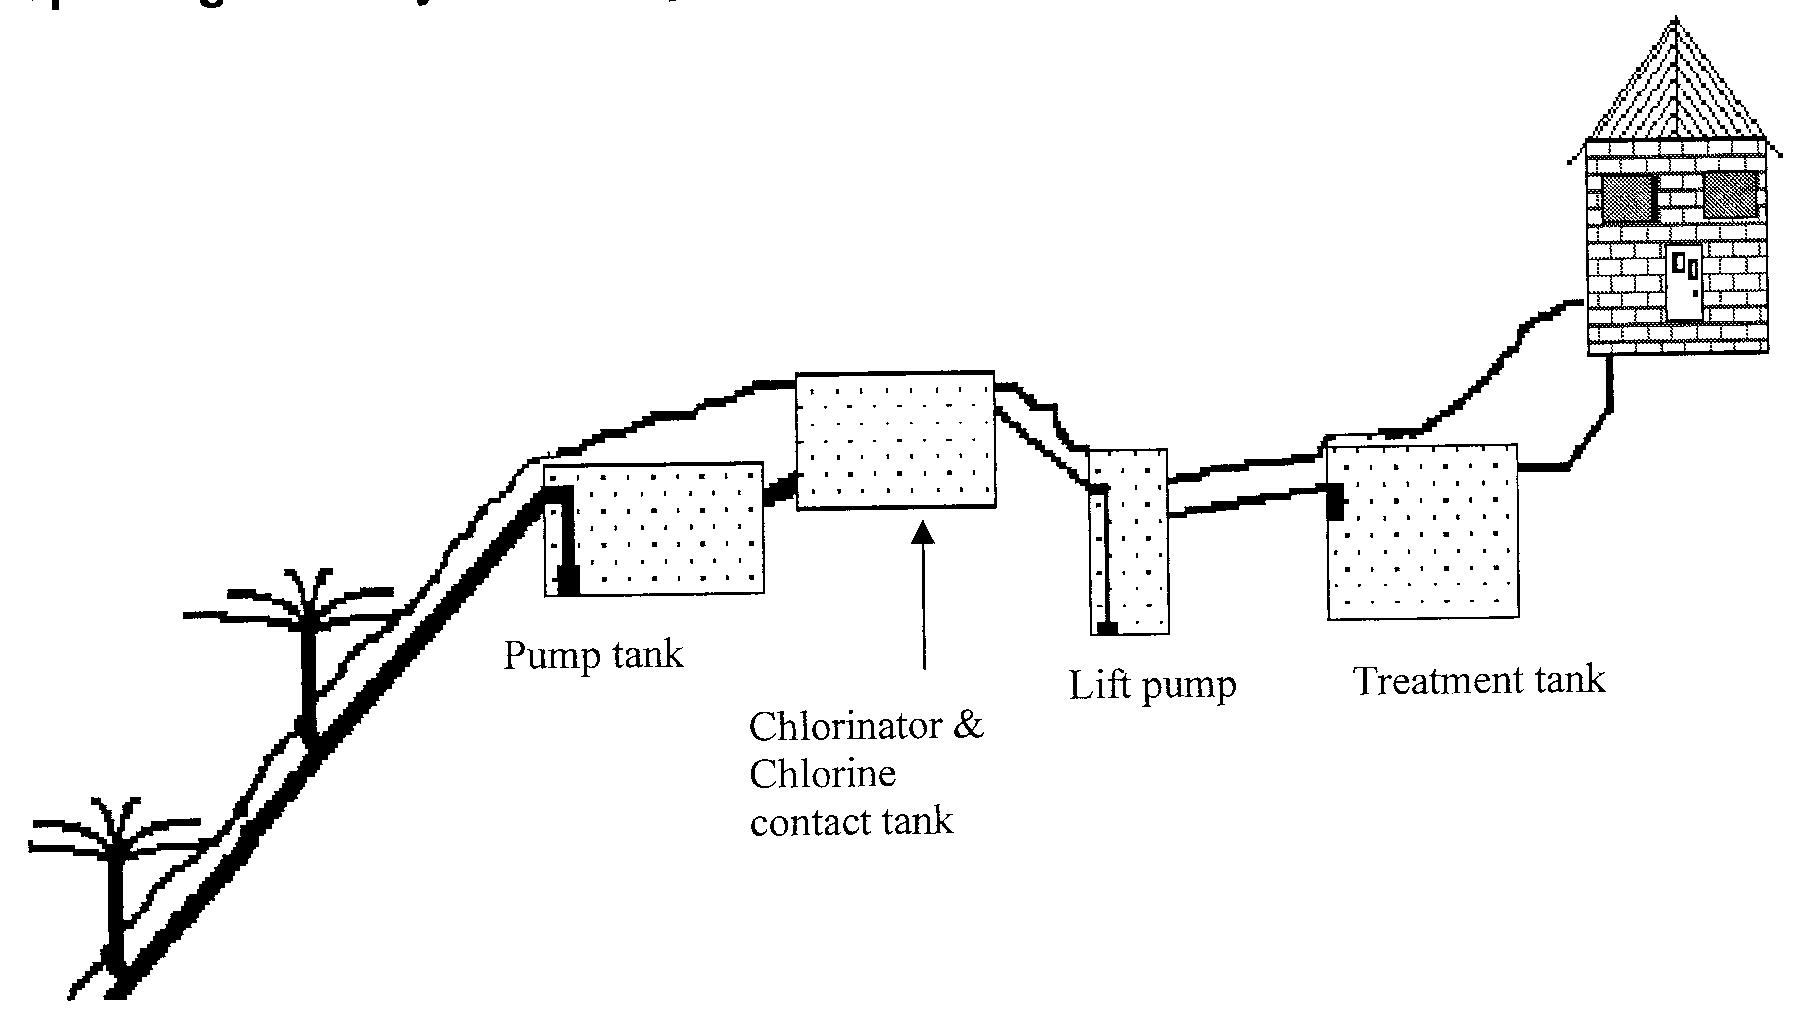 Pump tank
Lift pump
Treatment tank
Chlorinator &
Chlorine
contact tank